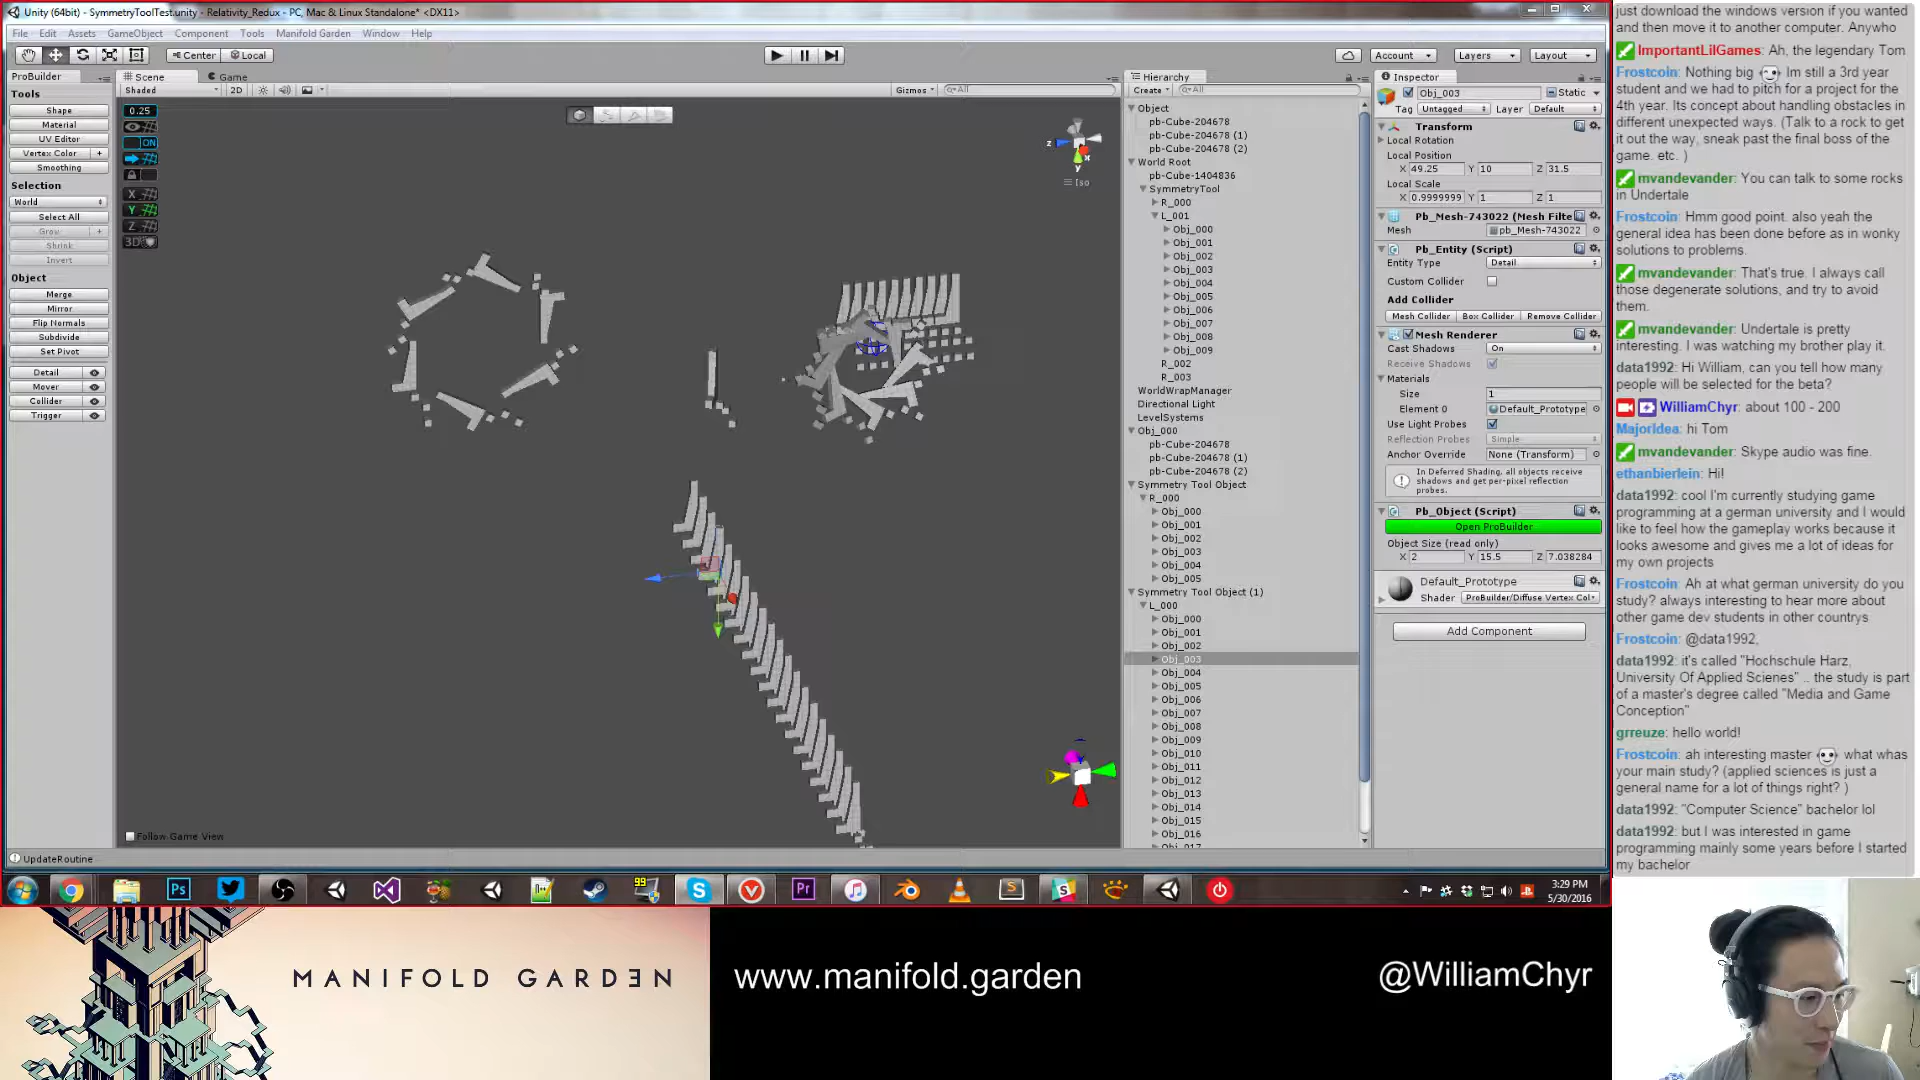 Unity (64bit) - SymmetryToolTest.unity - Relativity_Redux - PC, Mac & Linux Standalone* <DX11>
File Edit Assets GameObject Component Tools Manifold Garden Window Help
Center Local Account Layers Layout
ProBuilder
Tools
Shape
Material
UV Editor
Vertex Color +
Smoothing
Selection
World
Select All
Grow +
Shrink
Invert
Object
Merge
Mirror
Flip Normals
Subdivide
Set Pivot
Detail
Mover
Collider
Trigger
Scene Game
Shaded 2D Gizmos All
0.25
ON
X
Y
Z
3D
z
x
y
Iso
Follow Game View
UpdateRoutine
Hierarchy
Create All
Object
pb-Cube-204678
pb-Cube-204678 (1)
pb-Cube-204678 (2)
World Root
pb-Cube-1404836
SymmetryTool
R_000
L_001
Obj_000
Obj_001
Obj_002
Obj_003
Obj_004
Obj_005
Obj_006
Obj_007
Obj_008
Obj_009
R_002
R_003
WorldWrapManager
Directional Light
LevelSystems
Obj_000
pb-Cube-204678
pb-Cube-204678 (1)
pb-Cube-204678 (2)
Symmetry Tool Object
R_000
Obj_000
Obj_001
Obj_002
Obj_003
Obj_004
Obj_005
Symmetry Tool Object (1)
L_000
Obj_000
Obj_001
Obj_002
Obj_003
Obj_004
Obj_005
Obj_006
Obj_007
Obj_008
Obj_009
Obj_010
Obj_011
Obj_012
Obj_013
Obj_014
Obj_015
Obj_016
Obj_017
Inspector
Obj_003 Static
Tag Untagged Layer Default
Transform
Local Rotation
Local Position
X 49.25 Y 10 Z 31.5
Local Scale
X 0.9999999 Y 1 Z 1
Pb_Mesh-743022 (Mesh Filte
Mesh pb_Mesh-743022
Pb_Entity (Script)
Entity Type Detail
Custom Collider
Add Collider
Mesh Collider Box Collider Remove Collider
Mesh Renderer
Cast Shadows On
Receive Shadows
Materials
Size 1
Element 0 Default_Prototype
Use Light Probes
Reflection Probes Simple
Anchor Override None (Transform)
In Deferred Shading, all objects receive
shadows and get per-pixel reflection
probes.
Pb_Object (Script)
Open ProBuilder
Object Size (read only)
X 2 Y 15.5 Z 7.038284
Default_Prototype
Shader ProBuilder/Diffuse Vertex Col
Add Component
just download the windows version if you wanted
and then move it to another computer. Anywho
ImportantLilGames: Ah, the legendary Tom
Frostcoin: Nothing big Im still a 3rd year
student and we had to pitch for a project for the
4th year. Its concept about handling obstacles in
different unexpected ways. (Talk to a rock to get
it out the way, sneak past the final boss of the
game. etc. )
mvandevander: You can talk to some rocks
in Undertale
Frostcoin: Hmm good point. also yeah the
general idea has been done before as in wonky
solutions to problems.
mvandevander: That's true. I always call
those degenerate solutions, and try to avoid
them.
mvandevander: Undertale is pretty
interesting. I was watching my brother play it.
data1992: Hi William, can you tell how many
people will be selected for the beta?
WilliamChyr: about 100 - 200
MajorIdea: hi Tom
mvandevander: Skype audio was fine.
ethanbierlein: Hi!
data1992: cool I'm currently studying game
programming at a german university and I would
like to feel how the gameplay works because it
looks awesome and gives me a lot of ideas for
my own projects
Frostcoin: Ah at what german university do you
study? always interesting to hear more about
other game dev students in other countrys
Frostcoin: @data1992,
data1992: it's called "Hochschule Harz,
University Of Applied Scienes" .. the study is part
of a master's degree called "Media and Game
Conception"
grreuze: hello world!
Frostcoin: ah interesting master what whas
your main study? (applied sciences is just a
general name for a lot of things right? )
data1992: "Computer Science" bachelor lol
data1992: but I was interested in game
programming mainly some years before I started
my bachelor
Ps 99 S V Pr S
3:29 PM
5/30/2016
MANIFOLD GARDƎN
www.manifold.garden
@WilliamChyr